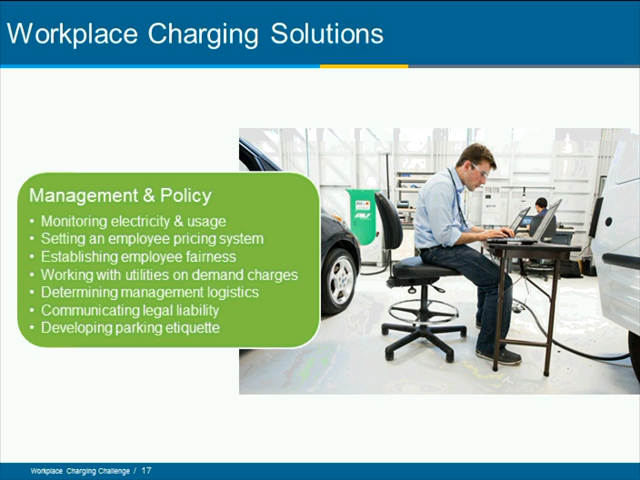 Workplace Charging Solutions
Management & Policy
• Monitoring electricity & usage
• Setting an employee pricing system
• Establishing employee fairness
• Working with utilities on demand charges
• Determining management logistics
• Communicating legal liability
• Developing parking etiquette
Workplace Charging Challenge / 17